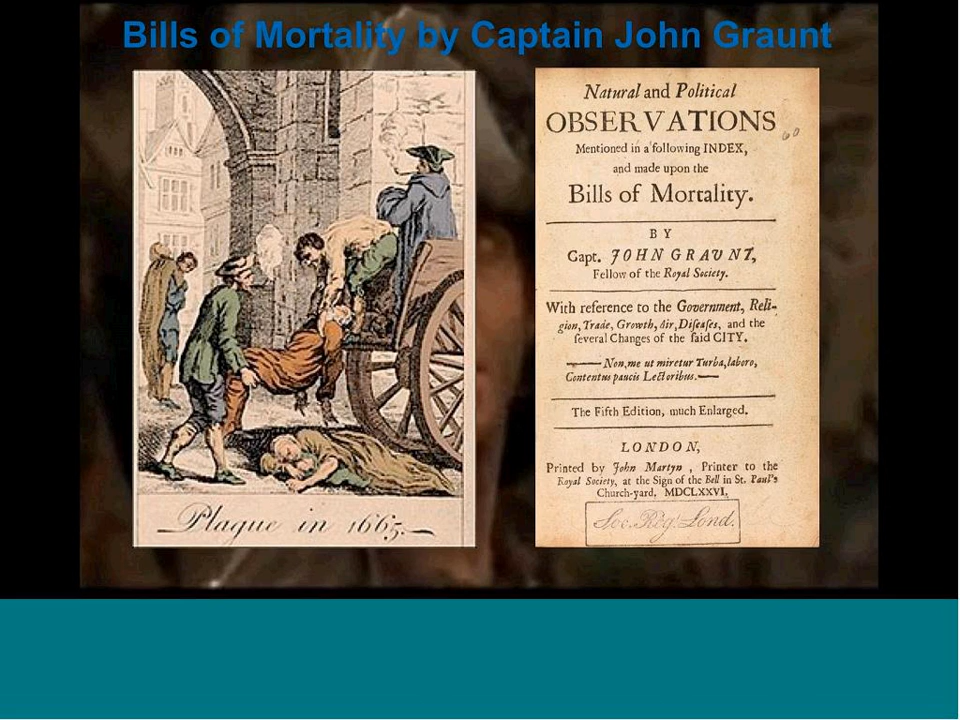 Bills of Mortality by Captain John Graunt
Plague in 1665.
Natural and Political
OBSERVATIONS
Mentioned in a following INDEX,
and made upon the
Bills of Mortality.
BY
Capt. JOHN GRAUNT,
Fellow of the Royal Society.
With reference to the Government, Reli-
gion, Trade, Growth, Air, Diſeaſes, and the
ſeveral Changes of the ſaid CITY.
——Non, me ut miretur Turba, laboro,
Contentus paucis Lectoribus.——
The Fifth Edition, much Enlarged.
LONDON,
Printed by John Martyn, Printer to the
Royal Society, at the Sign of the Bell in St. Paul's
Church-yard, MDCLXXVI.
Soc. Reg. Lond.